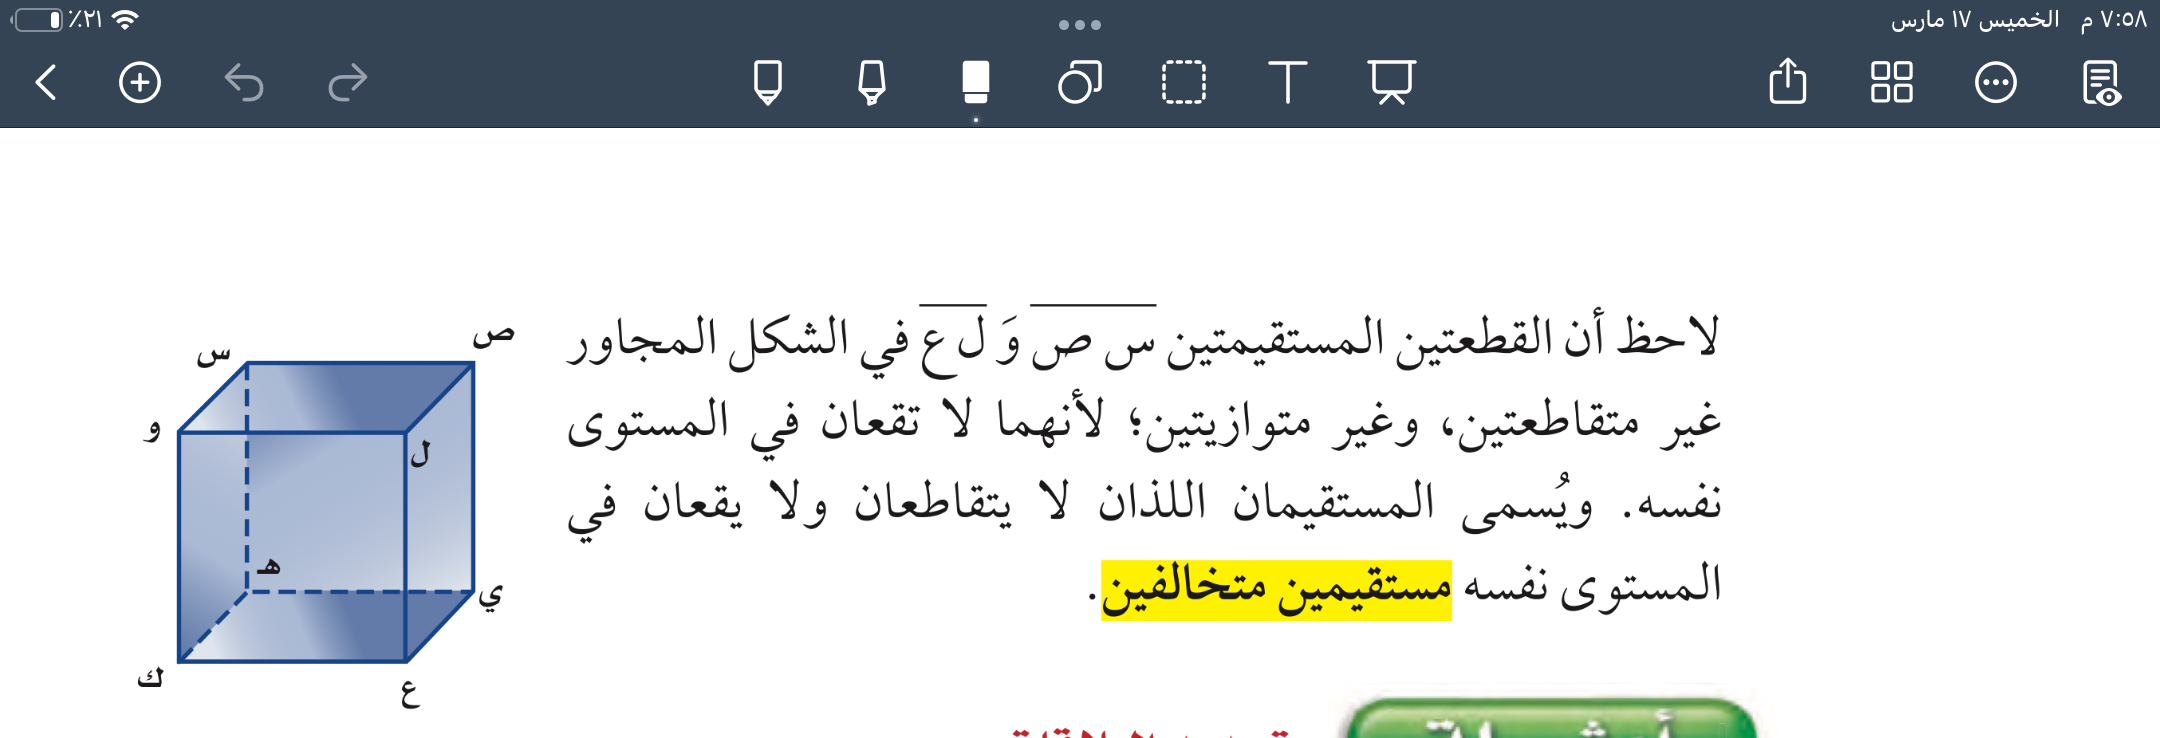 ٧:٥٨ م الخميس ١٧ مارس
٪٢١
لاحظ أن القطعتين المستقيمتين س ص وَ ل ع في الشكل المجاور
غير متقاطعتين، وغير متوازيتين؛ لأنهما لا تقعان في المستوى
نفسه. ويُسمى المستقيمان اللذان لا يتقاطعان ولا يقعان في
المستوى نفسه مستقيمين متخالفين.
ص
س
و
ل
هـ
ي
ك
ع